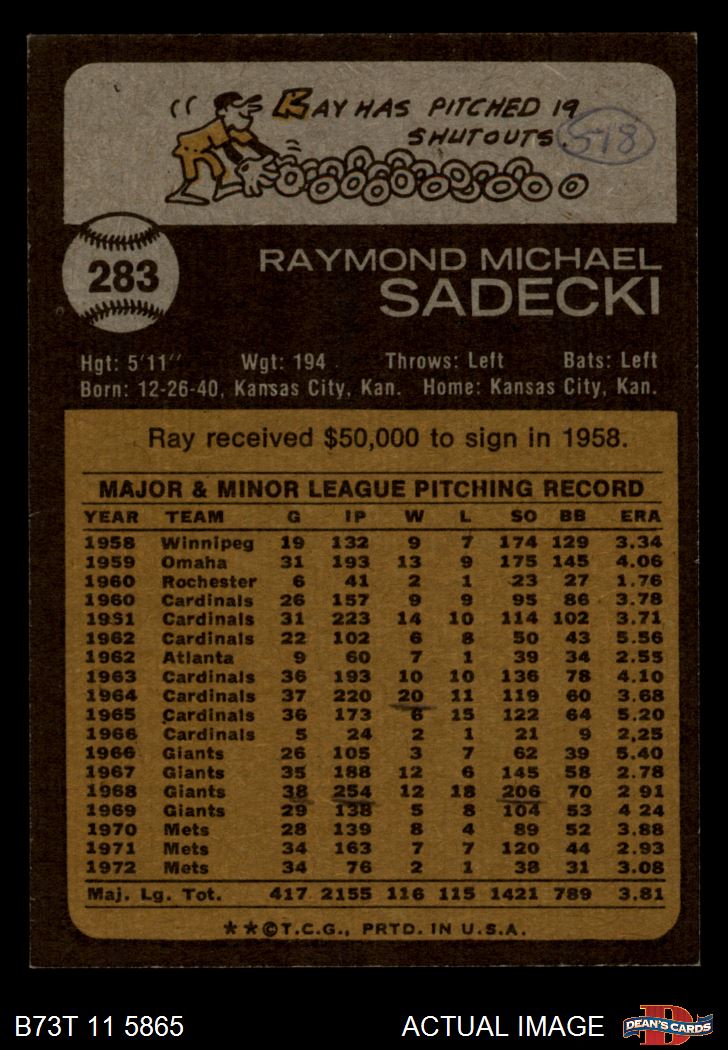 RAY HAS PITCHED 19
SHUTOUTS.
518
283
RAYMOND MICHAEL
SADECKI
Hgt: 5'11" Wgt: 194 Throws: Left Bats: Left
Born: 12-26-40, Kansas City, Kan. Home: Kansas City, Kan.
Ray received $50,000 to sign in 1958.
MAJOR & MINOR LEAGUE PITCHING RECORD
YEAR TEAM G IP W L SO BB ERA
1958 Winnipeg 19 132 9 7 174 129 3.34
1959 Omaha 31 193 13 9 175 145 4.06
1960 Rochester 6 41 2 1 23 27 1.76
1960 Cardinals 26 157 9 9 95 86 3.78
1961 Cardinals 31 223 14 10 114 102 3.71
1962 Cardinals 22 102 6 8 50 43 5.56
1962 Atlanta 9 60 7 1 39 34 2.55
1963 Cardinals 36 193 10 10 136 78 4.10
1964 Cardinals 37 220 20 11 119 60 3.68
1965 Cardinals 36 173 6 15 122 64 5.20
1966 Cardinals 5 24 2 1 21 9 2.25
1966 Giants 26 105 3 7 62 39 5.40
1967 Giants 35 188 12 6 145 58 2.78
1968 Giants 38 254 12 18 206 70 2 91
1969 Giants 29 138 5 8 104 53 4 24
1970 Mets 28 139 8 4 89 52 3.88
1971 Mets 34 163 7 7 120 44 2.93
1972 Mets 34 76 2 1 38 31 3.08
Maj. Lg. Tot. 417 2155 116 115 1421 789 3.81
★★©T.C.G., PRTD. IN U.S.A.
B73T 11 5865 ACTUAL IMAGE
D
DEAN'S CARDS